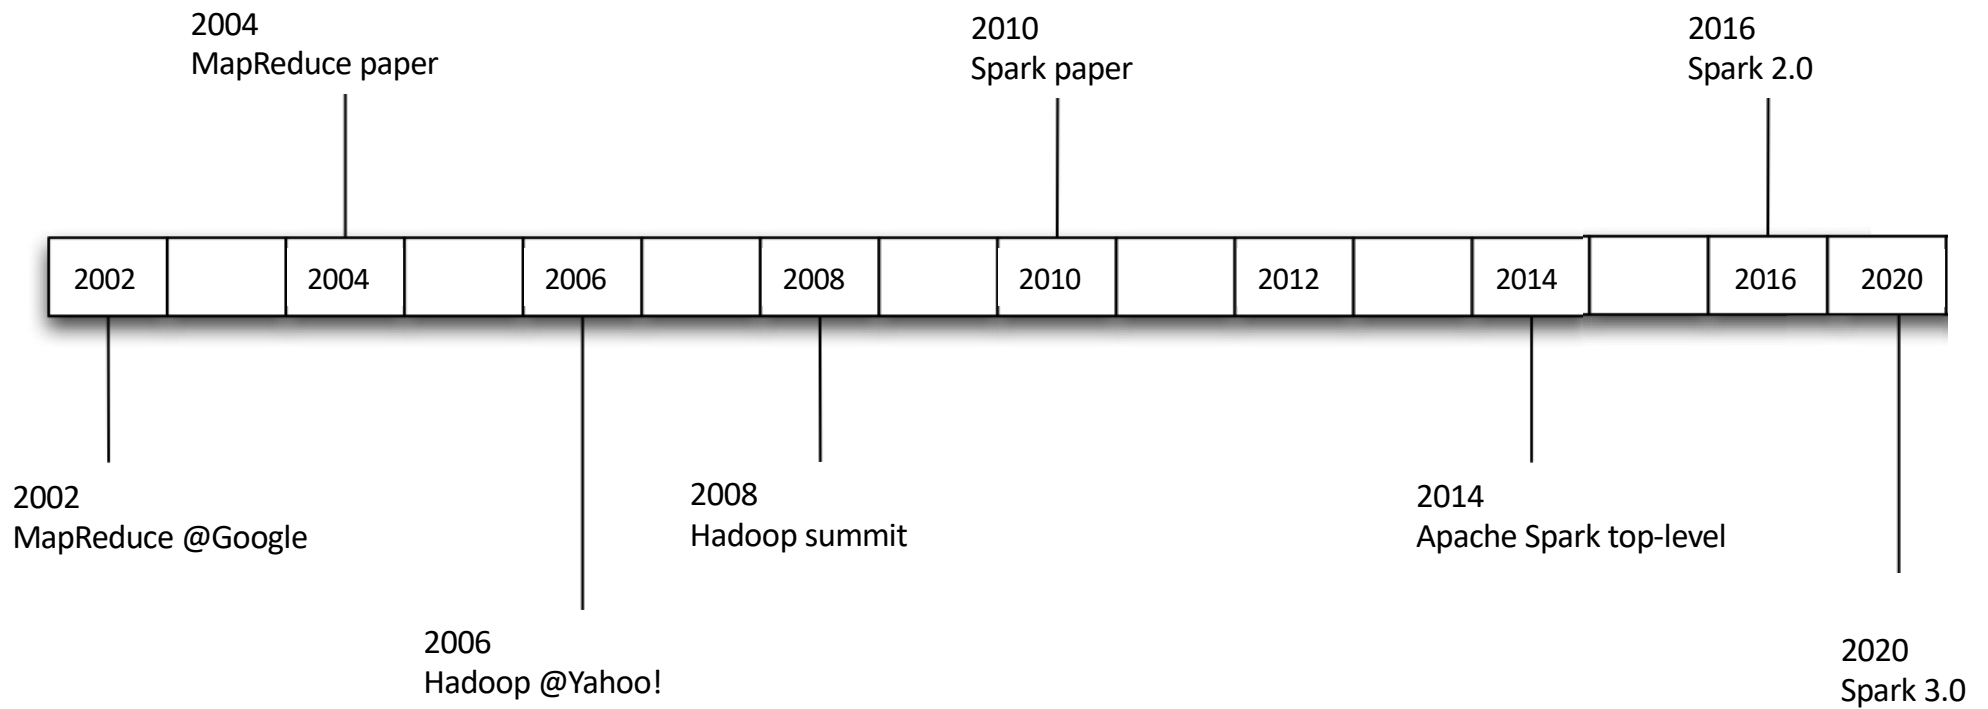 2004
MapReduce paper
2010
Spark paper
2016
Spark 2.0
2002
2004
2006
2008
2010
2012
2014
2016
2020
2002
MapReduce @Google
2008
Hadoop summit
2014
Apache Spark top-level
2006
Hadoop @Yahoo!
2020
Spark 3.0